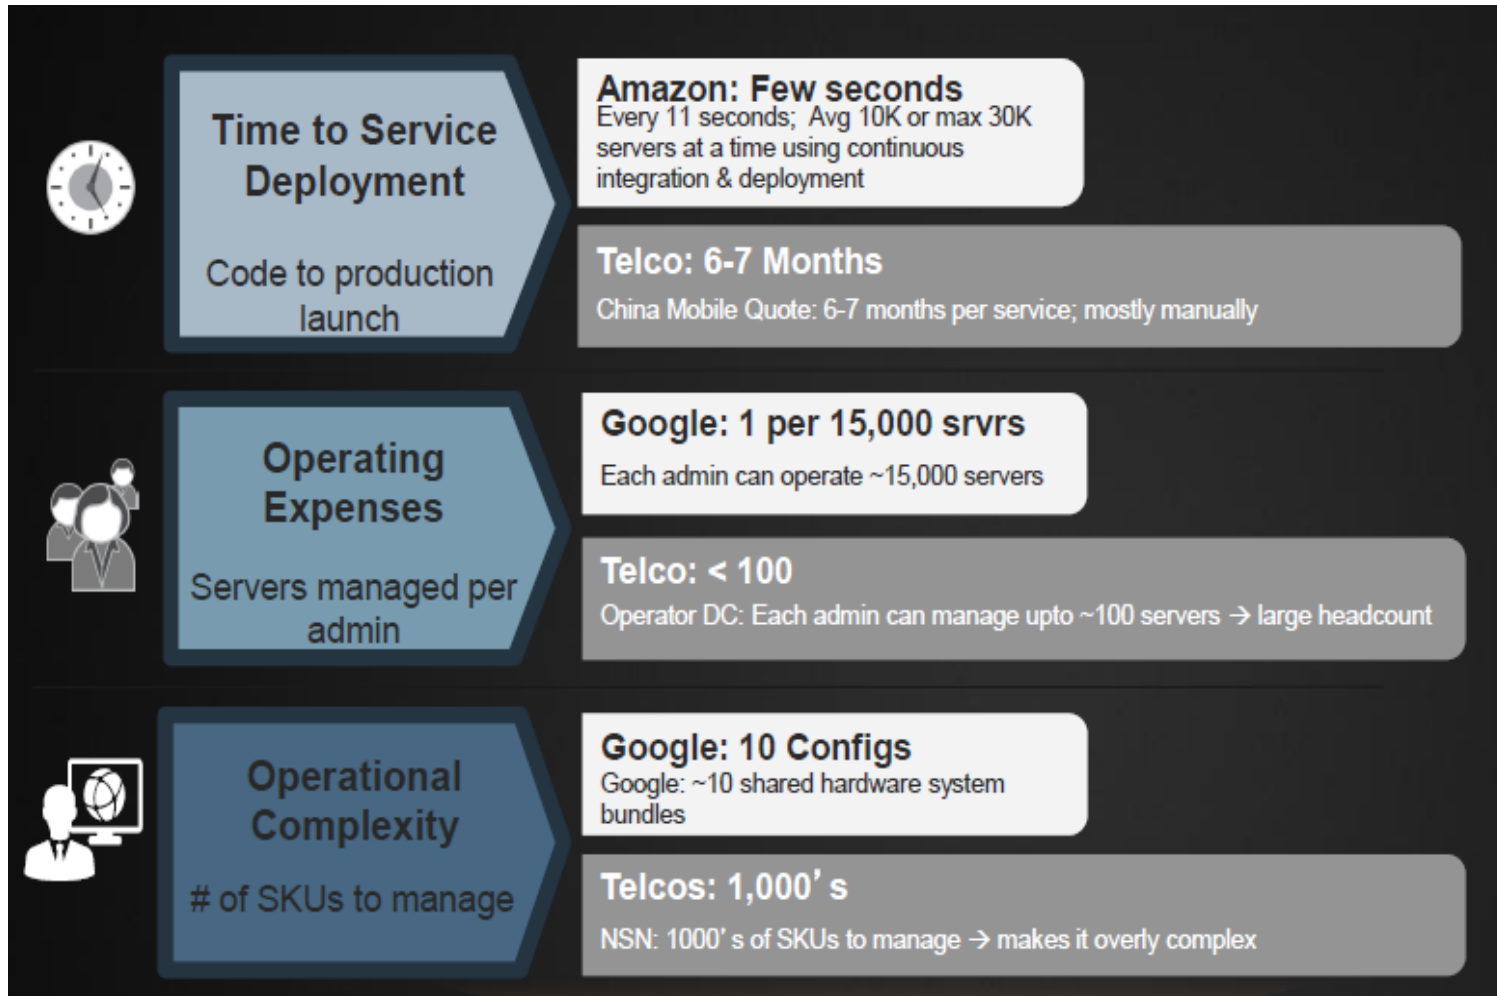 Time to Service
Deployment
Code to production
launch
Amazon: Few seconds
Every 11 seconds;  Avg 10K or max 30K
servers at a time using continuous
integration & deployment
Telco: 6-7 Months
China Mobile Quote: 6-7 months per service; mostly manually
Operating
Expenses
Servers managed per
admin
Google: 1 per 15,000 srvrs
Each admin can operate ~15,000 servers
Telco: < 100
Operator DC: Each admin can manage upto ~100 servers → large headcount
Operational
Complexity
# of SKUs to manage
Google: 10 Configs
Google: ~10 shared hardware system
bundles
Telcos: 1,000’ s
NSN: 1000’ s of SKUs to manage → makes it overly complex